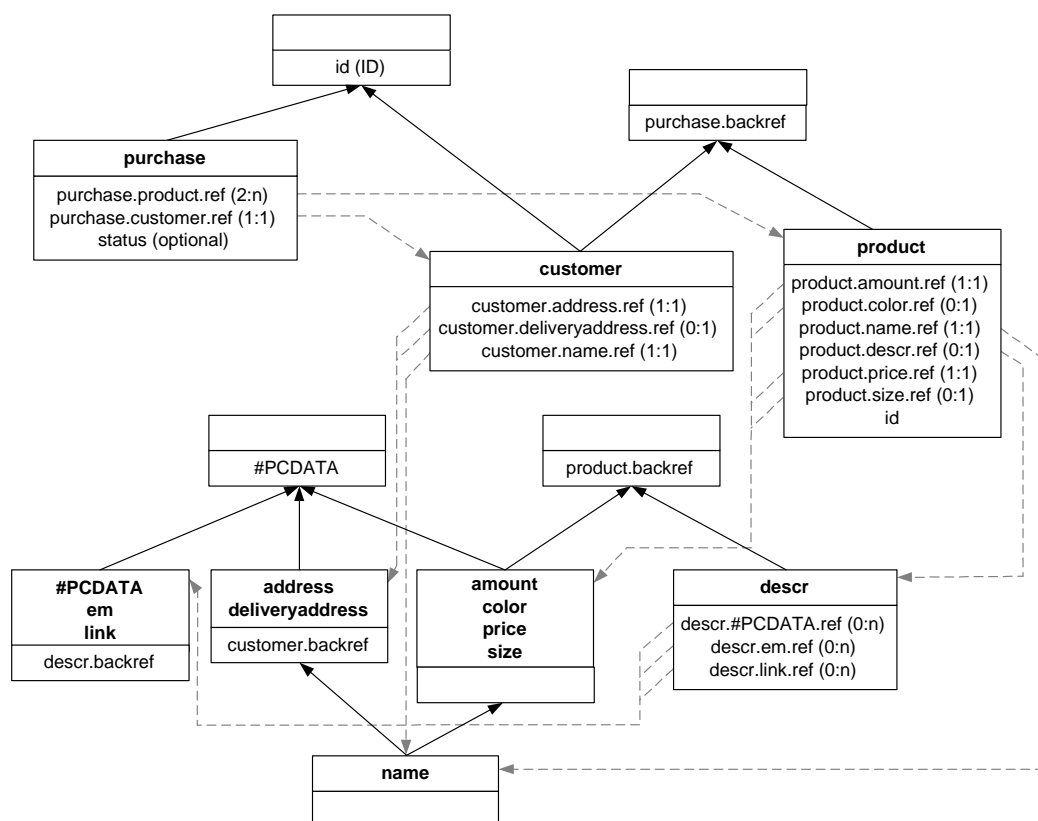 id (ID)
purchase.backref
purchase
purchase.product.ref (2:n)
purchase.customer.ref (1:1)
status (optional)
customer
customer.address.ref (1:1)
customer.deliveryaddress.ref (0:1)
customer.name.ref (1:1)
product
product.amount.ref (1:1)
product.color.ref (0:1)
product.name.ref (1:1)
product.descr.ref (0:1)
product.price.ref (1:1)
product.size.ref (0:1)
id
#PCDATA
product.backref
#PCDATA
em
link
descr.backref
address
deliveryaddress
customer.backref
amount
color
price
size
descr
descr.#PCDATA.ref (0:n)
descr.em.ref (0:n)
descr.link.ref (0:n)
name